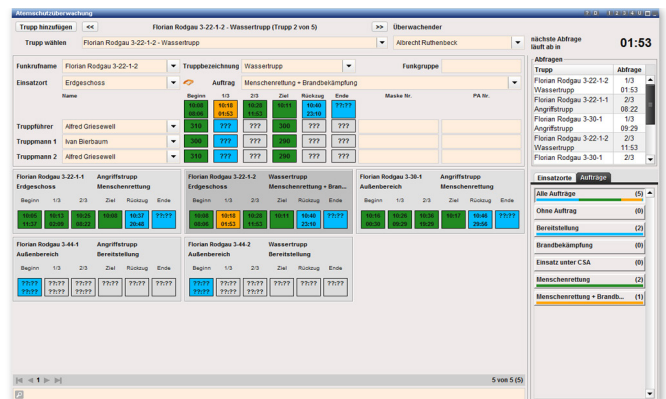 Atemschutzüberwachung
Trupp hinzufügen << Florian Rodgau 3-22-1-2 - Wassertrupp (Trupp 2 von 5) >> Überwachender
Trupp wählen Florian Rodgau 3-22-1-2 - Wassertrupp Albrecht Ruthenbeck
nächste Abfrage
läuft ab in 01:53
Funkrufname Florian Rodgau 3-22-1-2 Truppbezeichnung Wassertrupp Funkgruppe
Einsatzort Erdgeschoss Auftrag Menschenrettung + Brandbekämpfung
Name Beginn 1/3 2/3 Ziel Rückzug Ende Maske Nr. PA Nr.
10:08 10:18 10:28 10:11 10:40 ??:??
08:06 01:53 11:53 23:10
Truppführer Alfred Griesewell 310 ??? ??? 300 ??? ???
Truppmann 1 Ivan Bierbaum 300 ??? ??? 290 ??? ???
Truppmann 2 Alfred Griesewell 310 ??? ??? 290 ??? ???
Florian Rodgau 3-22-1-1 Angriffstrupp
Erdgeschoss Menschenrettung
Beginn 1/3 2/3 Ziel Rückzug Ende
10:05 10:13 10:25 10:08 10:37 ??:??
11:37 02:09 08:22 20:48
Florian Rodgau 3-22-1-2 Wassertrupp
Erdgeschoss Menschenrettung + Bran...
Beginn 1/3 2/3 Ziel Rückzug Ende
10:08 10:18 10:28 10:11 10:40 ??:??
08:06 01:53 11:53 23:10
Florian Rodgau 3-30-1 Angriffstrupp
Außenbereich Menschenrettung
Beginn 1/3 2/3 Ziel Rückzug Ende
10:16 10:26 10:36 10:17 10:46 ??:??
09:29 19:29 29:56
Florian Rodgau 3-44-1 Angriffstrupp
Außenbereich Bereitstellung
Beginn 1/3 2/3 Ziel Rückzug Ende
??:?? ??:?? ??:?? ??:?? ??:?? ??:??
??:?? ??:?? ??:?? ??:??
Florian Rodgau 3-44-2 Wassertrupp
Außenbereich Bereitstellung
Beginn 1/3 2/3 Ziel Rückzug Ende
??:?? ??:?? ??:?? ??:?? ??:?? ??:??
??:?? ??:?? ??:?? ??:??
1 5 von 5 (5)
Abfragen
Trupp Abfrage
Florian Rodgau 3-22-1-2 1/3
Wassertrupp 01:53
Florian Rodgau 3-22-1-1 2/3
Angriffstrupp 08:22
Florian Rodgau 3-30-1 1/3
Angriffstrupp 09:29
Florian Rodgau 3-22-1-2 2/3
Wassertrupp 11:53
Florian Rodgau 3-30-1 2/3
Einsatzorte Aufträge
Alle Aufträge (5)
Ohne Auftrag (0)
Bereitstellung (2)
Brandbekämpfung (0)
Einsatz unter CSA (0)
Menschenrettung (2)
Menschenrettung + Brandb... (1)